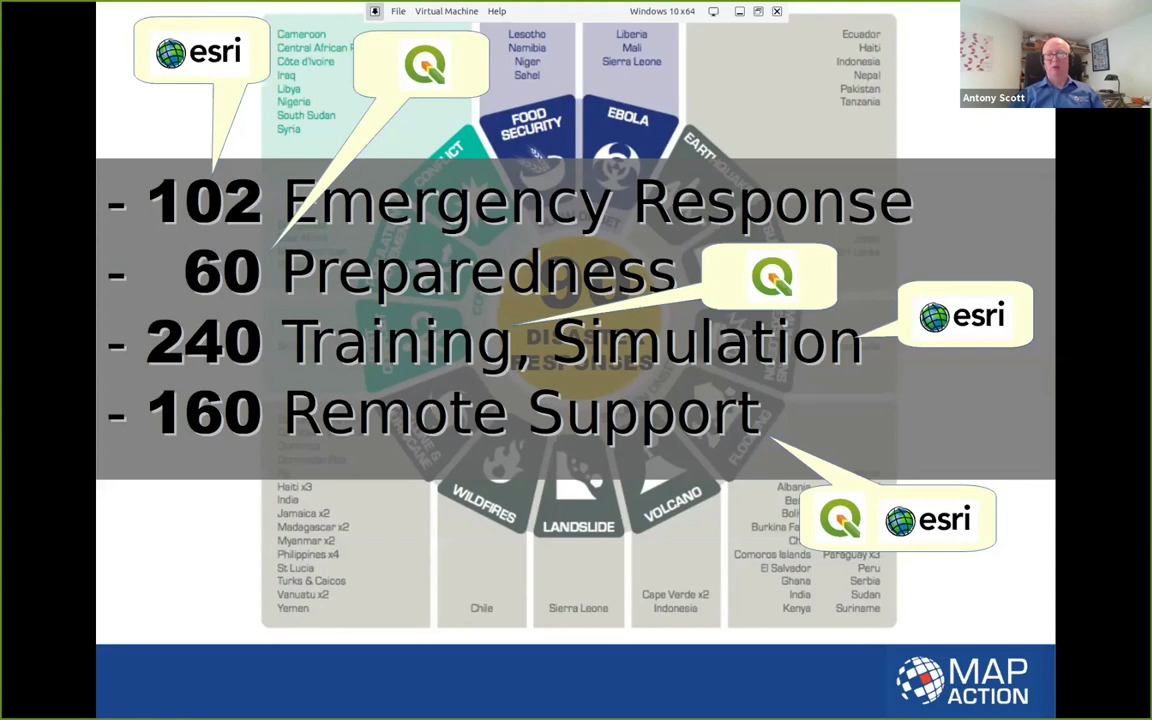 File Virtual Machine Help
Windows 10 x64
Antony Scott
esri
Cameroon
Central African
Côte d'Ivoire
Iraq
Libya
Nigeria
South Sudan
Syria
Lesotho
Namibia
Niger
Sahel
Liberia
Mali
Sierra Leone
Ecuador
Haiti
Indonesia
Nepal
Pakistan
Tanzania
CONFLICT
FOOD SECURITY
EBOLA
- 102 Emergency Response
- 60 Preparedness
- 240 Training, Simulation
- 160 Remote Support
DISASTER
RESPONSES
esri
FLOODING
WILDFIRES
LANDSLIDE
VOLCANO
esri
Haiti x3
India
Jamaica x2
Madagascar x2
Myanmar x2
Philippines x4
St Lucia
Turks & Caicos
Vanuatu x2
Yemen
Chile
Sierra Leone
Cape Verde x2
Indonesia
Albania
Burkina
Comoros Islands
El Salvador
Ghana
India
Kenya
Paraguay x3
Peru
Serbia
Sudan
Suriname
MAP
ACTION